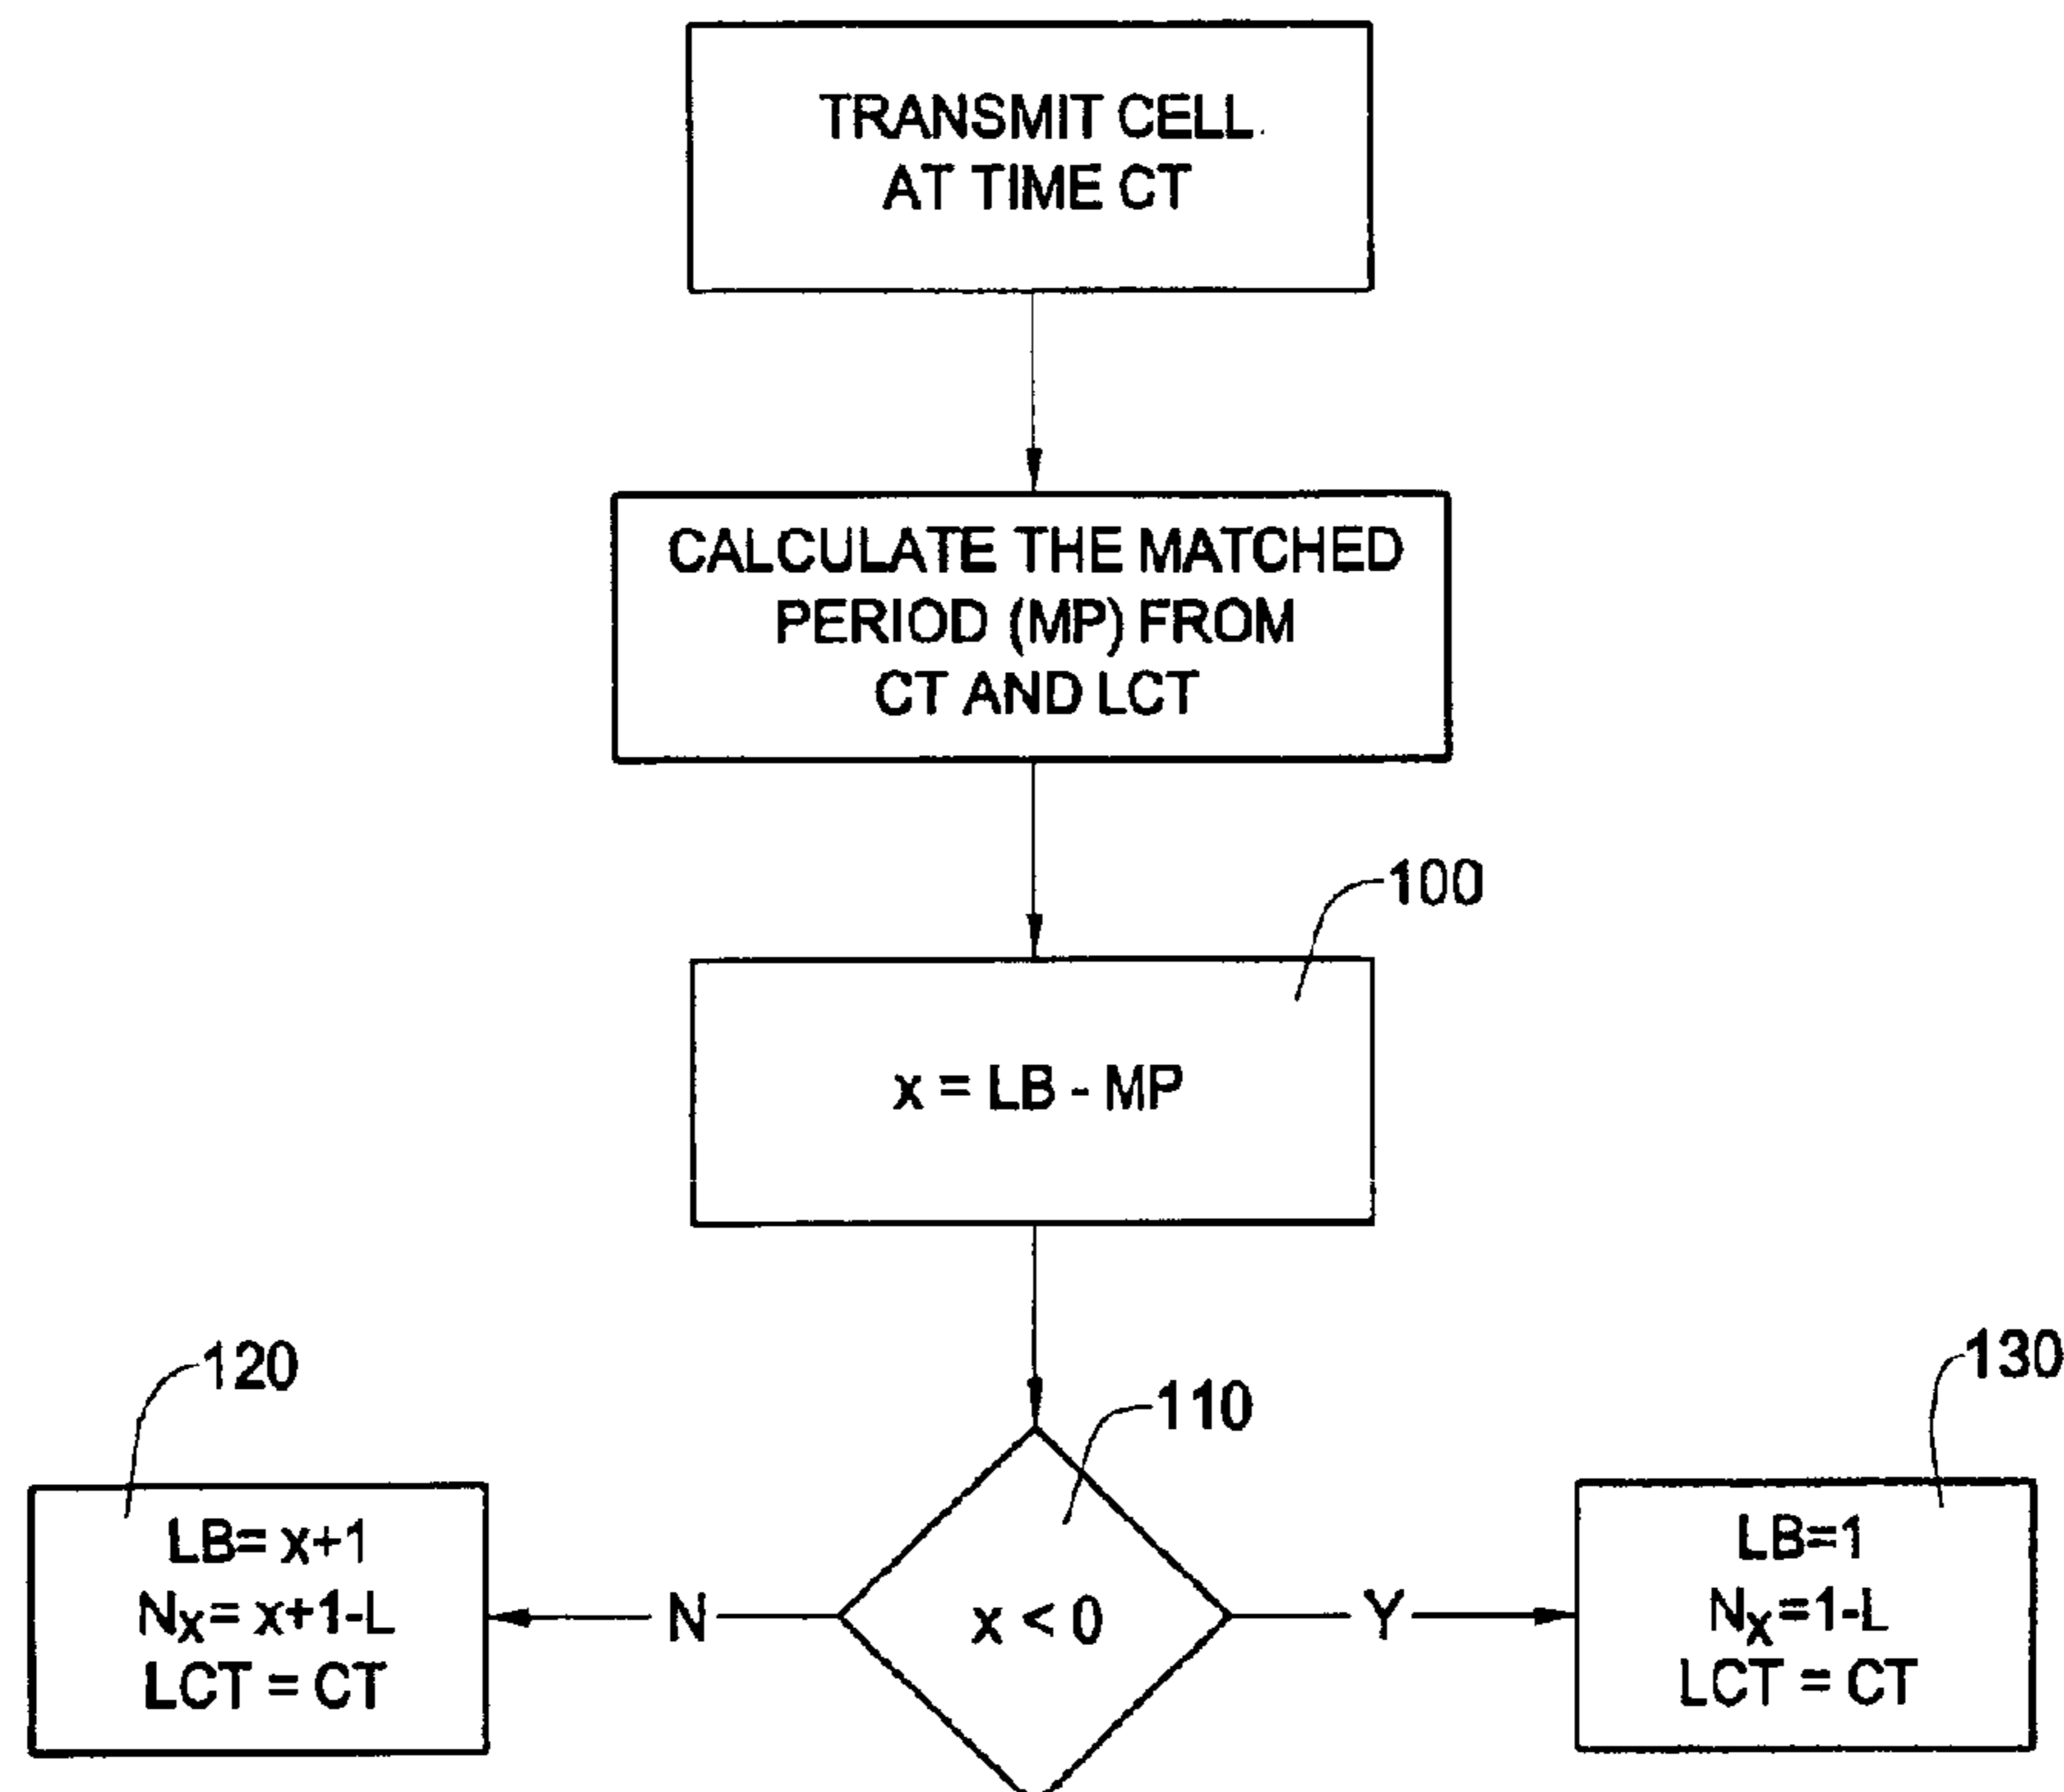 TRANSMIT CELL
AT TIME CT
CALCULATE THE MATCHED
PERIOD (MP) FROM
CT AND LCT
100
x = LB - MP
120
110
130
LB= x+1
Nx= x+1-L
LCT = CT
N
x < 0
Y
LB=1
Nx=1-L
LCT = CT